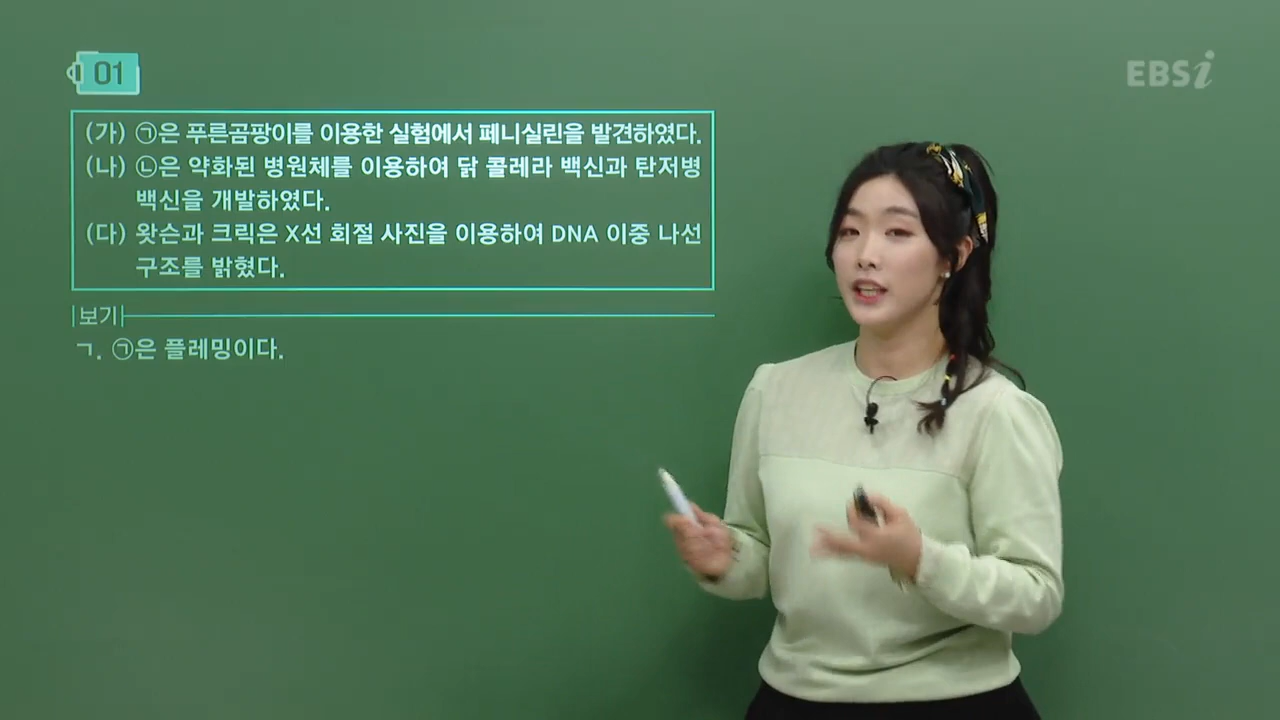 01
EBSi
(가) ㉠은 푸른곰팡이를 이용한 실험에서 페니실린을 발견하였다.
(나) ㉡은 약화된 병원체를 이용하여 닭 콜레라 백신과 탄저병
백신을 개발하였다.
(다) 왓슨과 크릭은 X선 회절 사진을 이용하여 DNA 이중 나선
구조를 밝혔다.
보기
ㄱ. ㉠은 플레밍이다.